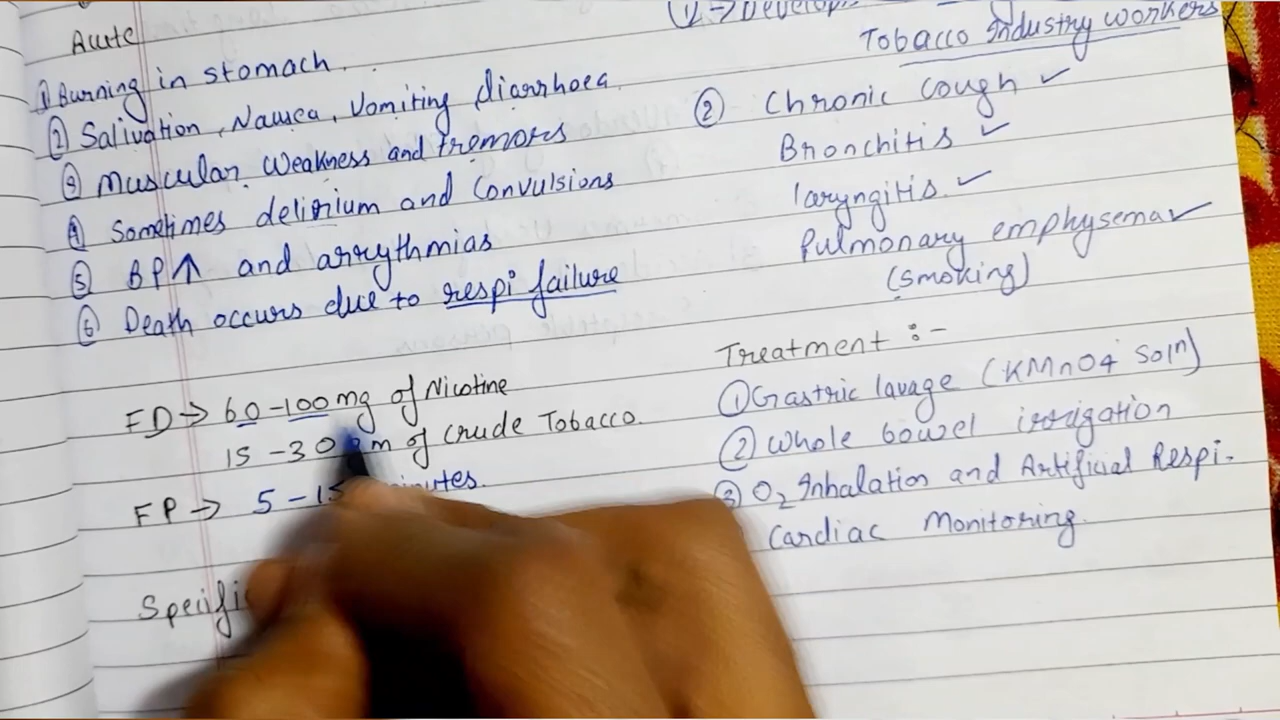 Acute
① Burning in stomach.
② Salivation, Nausea, Vomiting diarrhoea.
③ Muscular Weakness and tremors
④ Sometimes delirium and Convulsions
⑤ BP↑ and arrythmias
⑥ Death occurs due to respi failure
FD → 60-100 mg of Nicotine
15-30 gm of Crude Tobacco.
FP → 5-15
① → Develop
Tobacco Industry workers
② Chronic Cough ✓
Bronchitis ✓
laryngitis ✓
Pulmonary emphysema ✓
(Smoking)
Treatment :-
① Gastric lavage (KMnO4 Solⁿ)
② Whole bowel irrigation
③ O₂ Inhalation and Artificial Respi.
Cardiac Monitoring.